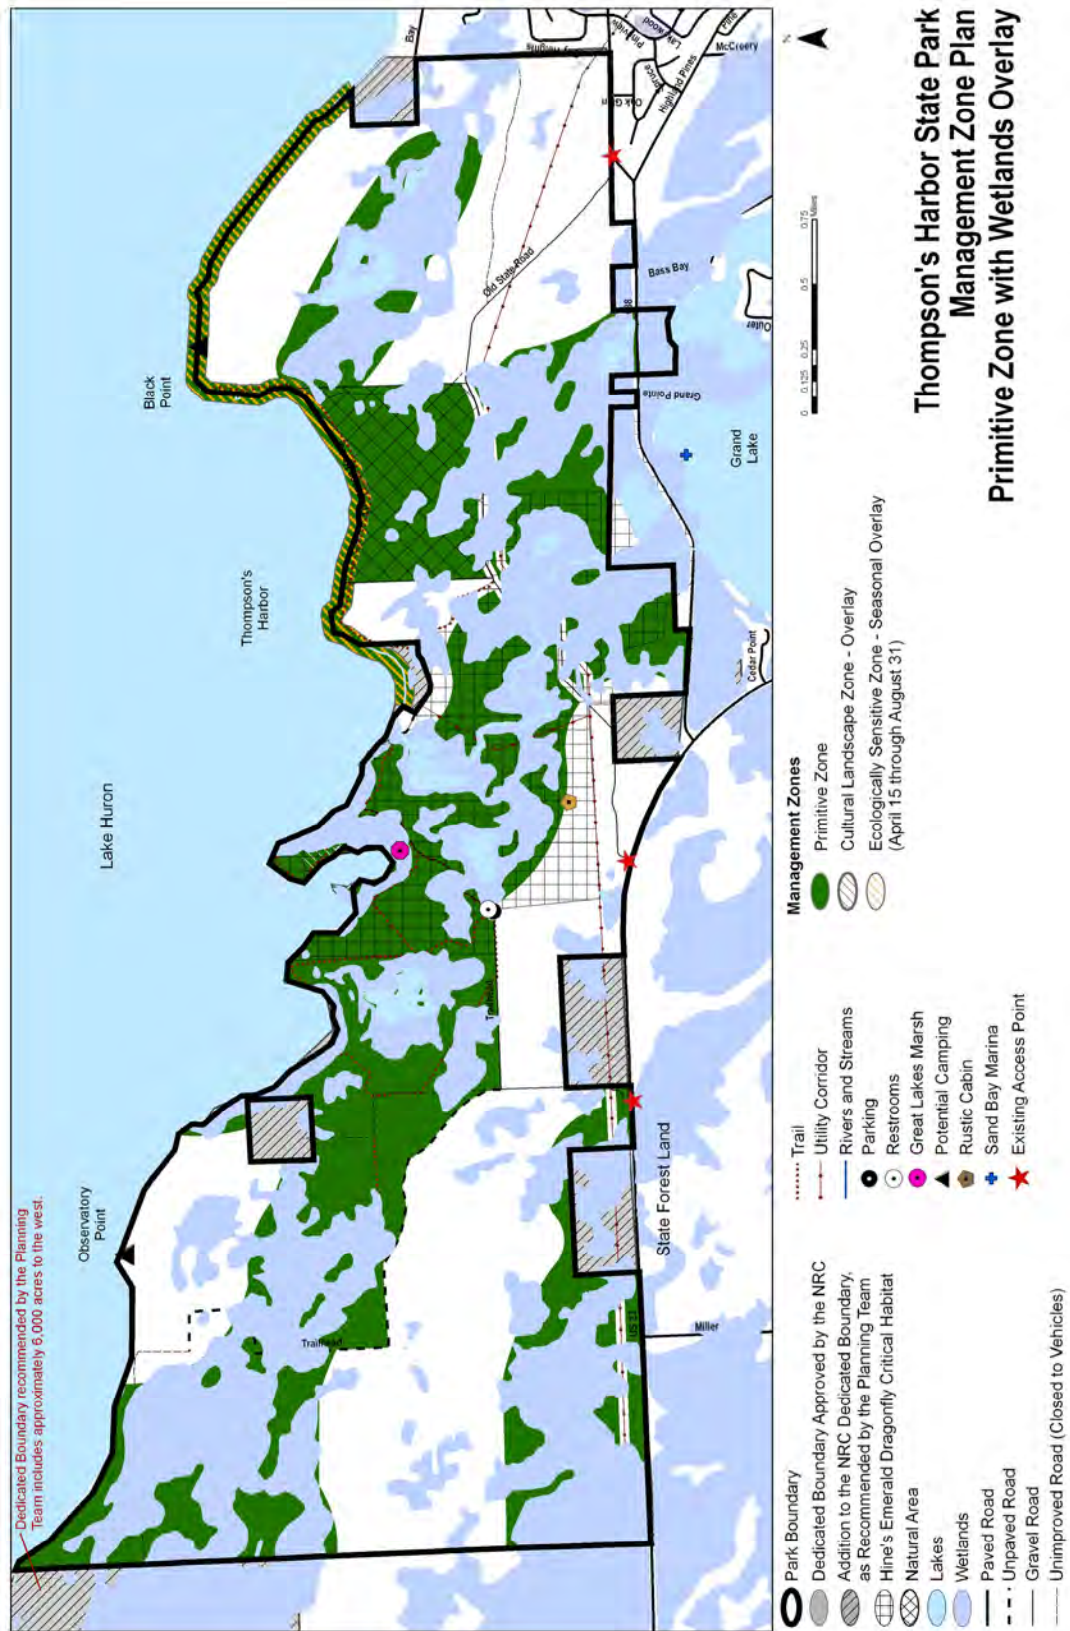 Dedicated Boundary recommended by the Planning
Team includes approximately 6,000 acres to the west.
Observatory
Point
Lake Huron
Thompson's
Harbor
Black
Point
Bay
Pineview
Lakewood
Pine
McCreery
Spruce
Highland Pines
Old State Road
Bass Bay
Outer
Grand Pointe
Grand
Lake
Cedar Point
Trailhead
Trailhead
State Forest Land
US 23
Miller
N
0 0.125 0.25 0.5 0.75
Miles
Thompson's Harbor State Park
Management Zone Plan
Primitive Zone with Wetlands Overlay
Park Boundary
Dedicated Boundary Approved by the NRC
Addition to the NRC Dedicated Boundary,
as Recommended by the Planning Team
Hine's Emerald Dragonfly Critical Habitat
Natural Area
Lakes
Wetlands
Paved Road
Unpaved Road
Gravel Road
Unimproved Road (Closed to Vehicles)
Trail
Utility Corridor
Rivers and Streams
Parking
Restrooms
Great Lakes Marsh
Potential Camping
Rustic Cabin
Sand Bay Marina
Existing Access Point
Management Zones
Primitive Zone
Cultural Landscape Zone - Overlay
Ecologically Sensitive Zone - Seasonal Overlay
(April 15 through August 31)